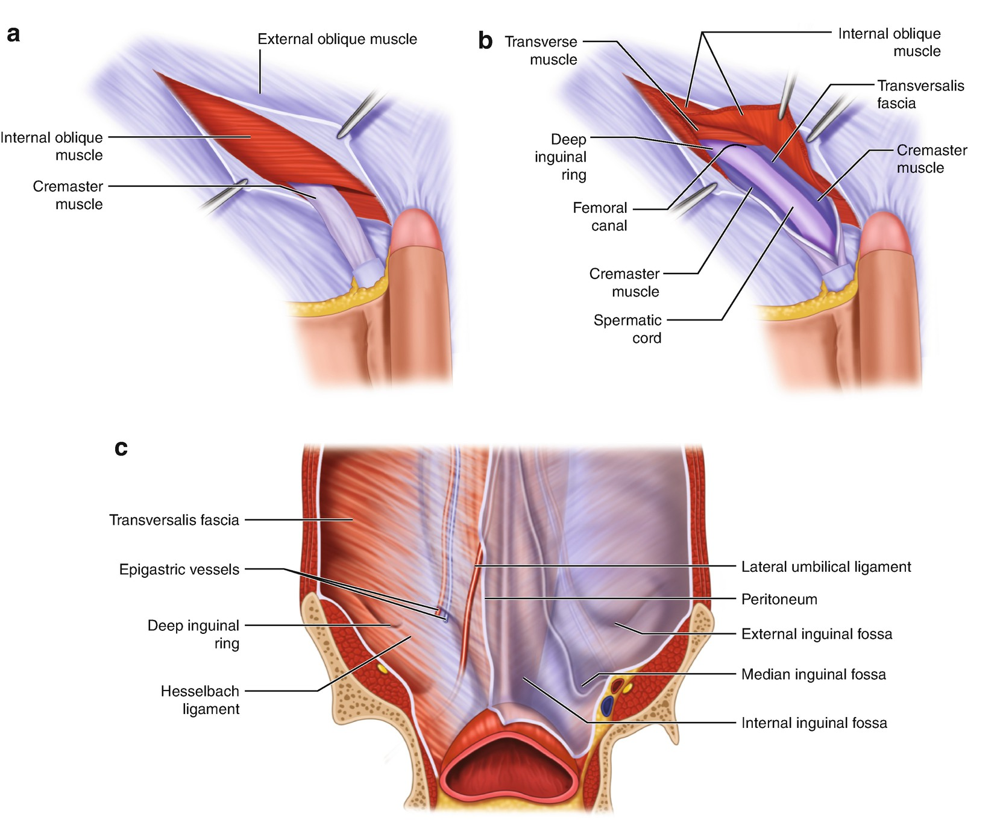 a
External oblique muscle
Internal oblique
muscle
Cremaster
muscle
b
Transverse
muscle
Internal oblique
muscle
Transversalis
fascia
Deep
inguinal
ring
Cremaster
muscle
Femoral
canal
Cremaster
muscle
Spermatic
cord
c
Transversalis fascia
Epigastric vessels
Deep inguinal
ring
Hesselbach
ligament
Lateral umbilical ligament
Peritoneum
External inguinal fossa
Median inguinal fossa
Internal inguinal fossa